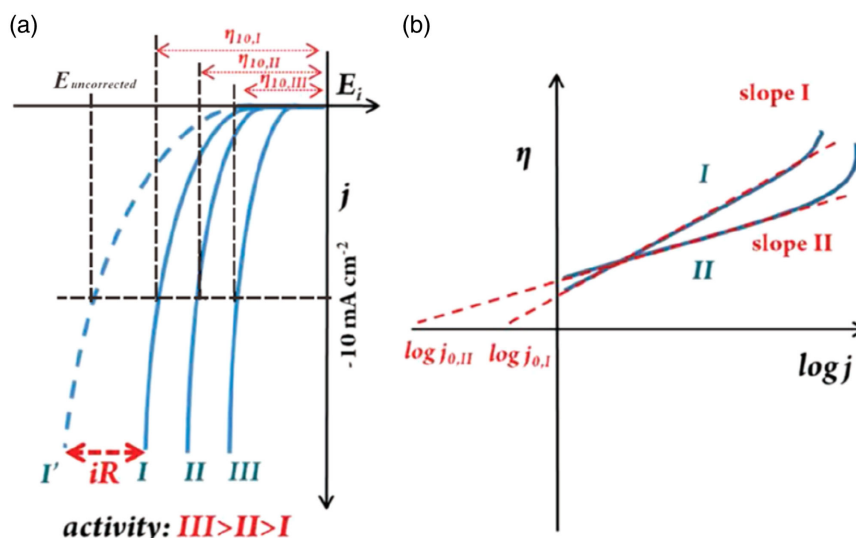 (a)
η10,I
η10,II
η10,III
E uncorrected
Ei
j
-10 mA cm-2
I'
iR
I
II
III
activity: III>II>I
(b)
slope I
η
I
slope II
II
log j0,II
log j0,I
log j